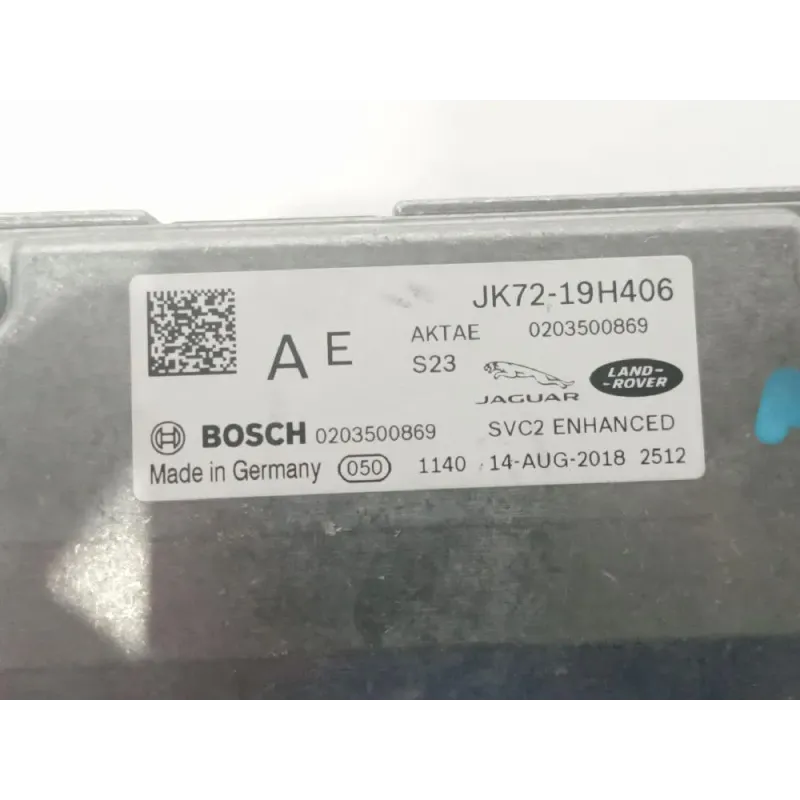 JK72-19H406
A E AKTAE 0203500869
S23 JAGUAR LAND-ROVER
BOSCH 0203500869 SVC2 ENHANCED
Made in Germany 050 1140 14-AUG-2018 2512